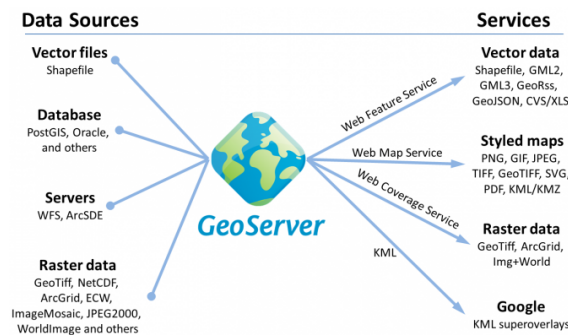 Data Sources
Services
Vector files
Shapefile
Database
PostGIS, Oracle,
and others
Servers
WFS, ArcSDE
Raster data
GeoTiff, NetCDF,
ArcGrid, ECW,
ImageMosaic, JPEG2000,
WorldImage and others
GeoServer
Web Feature Service
Web Map Service
Web Coverage Service
KML
Vector data
Shapefile, GML2,
GML3, GeoRss,
GeoJSON, CVS/XLS
Styled maps
PNG, GIF, JPEG,
TIFF, GeoTIFF, SVG,
PDF, KML/KMZ
Raster data
GeoTiff, ArcGrid,
Img+World
Google
KML superoverlays